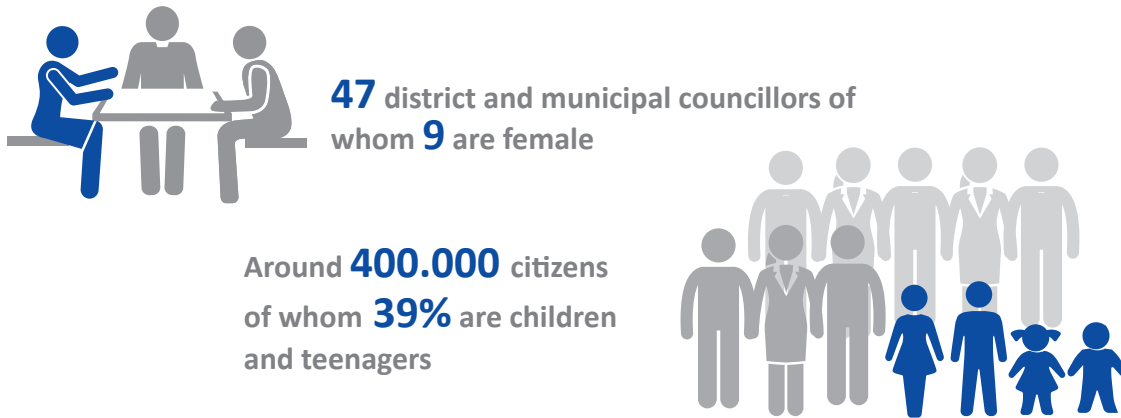 47 district and municipal councillors of
whom 9 are female
Around 400.000 citizens
of whom 39% are children
and teenagers